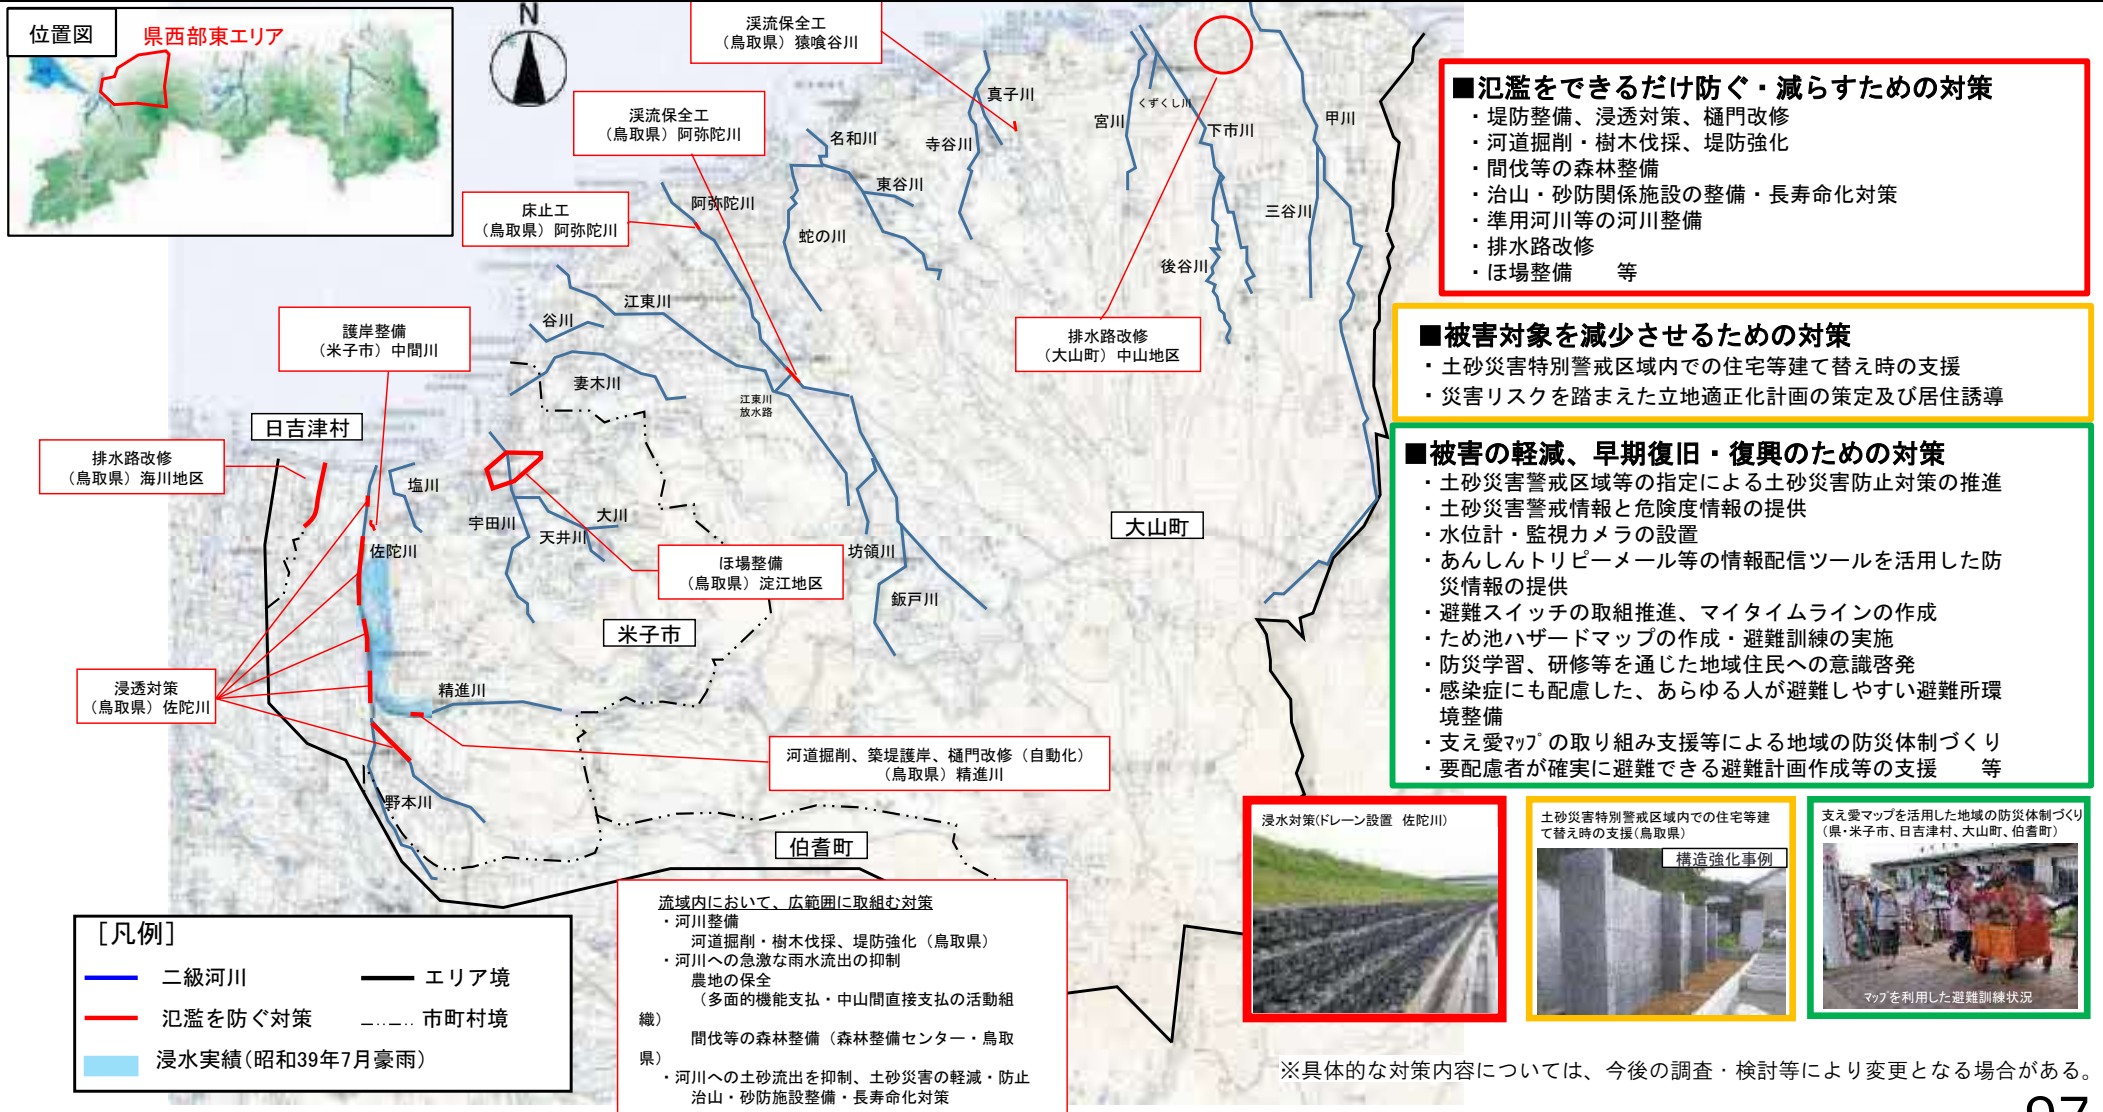 位置図
県西部東エリア
N
渓流保全工
（鳥取県）猿喰谷川
渓流保全工
（鳥取県）阿弥陀川
床止工
（鳥取県）阿弥陀川
護岸整備
（米子市）中間川
排水路改修
（鳥取県）海川地区
浸透対策
（鳥取県）佐陀川
排水路改修
（大山町）中山地区
ほ場整備
（鳥取県）淀江地区
河道掘削、築堤護岸、樋門改修（自動化）
（鳥取県）精進川
日吉津村
米子市
大山町
伯耆町
真子川
名和川
寺谷川
東谷川
宮川
くずくし川
下市川
甲川
三谷川
後谷川
阿弥陀川
蛇の川
江東川
谷川
妻木川
江東川
放水路
塩川
宇田川
天井川
大川
佐陀川
坊領川
飯戸川
精進川
野本川
■氾濫をできるだけ防ぐ・減らすための対策
・堤防整備、浸透対策、樋門改修
・河道掘削・樹木伐採、堤防強化
・間伐等の森林整備
・治山・砂防関係施設の整備・長寿命化対策
・準用河川等の河川整備
・排水路改修
・ほ場整備　等
■被害対象を減少させるための対策
・土砂災害特別警戒区域内での住宅等建て替え時の支援
・災害リスクを踏まえた立地適正化計画の策定及び居住誘導
■被害の軽減、早期復旧・復興のための対策
・土砂災害警戒区域等の指定による土砂災害防止対策の推進
・土砂災害警戒情報と危険度情報の提供
・水位計・監視カメラの設置
・あんしんトリピーメール等の情報配信ツールを活用した防
災情報の提供
・避難スイッチの取組推進、マイタイムラインの作成
・ため池ハザードマップの作成・避難訓練の実施
・防災学習、研修等を通じた地域住民への意識啓発
・感染症にも配慮した、あらゆる人が避難しやすい避難所環
境整備
・支え愛ﾏｯﾌﾟの取り組み支援等による地域の防災体制づくり
・要配慮者が確実に避難できる避難計画作成等の支援　等
浸水対策(ドレーン設置 佐陀川)
土砂災害特別警戒区域内での住宅等建
て替え時の支援(鳥取県)
構造強化事例
支え愛マップを活用した地域の防災体制づくり
(県・米子市、日吉津村、大山町、伯耆町)
マップを利用した避難訓練状況
流域内において、広範囲に取組む対策
・河川整備
河道掘削・樹木伐採、堤防強化（鳥取県）
・河川への急激な雨水流出の抑制
農地の保全
（多面的機能支払・中山間直接支払の活動組
織）
間伐等の森林整備（森林整備センター・鳥取
県）
・河川への土砂流出を抑制、土砂災害の軽減・防止
治山・砂防施設整備・長寿命化対策
［凡例］
二級河川
エリア境
氾濫を防ぐ対策
市町村境
浸水実績(昭和39年7月豪雨)
※具体的な対策内容については、今後の調査・検討等により変更となる場合がある。